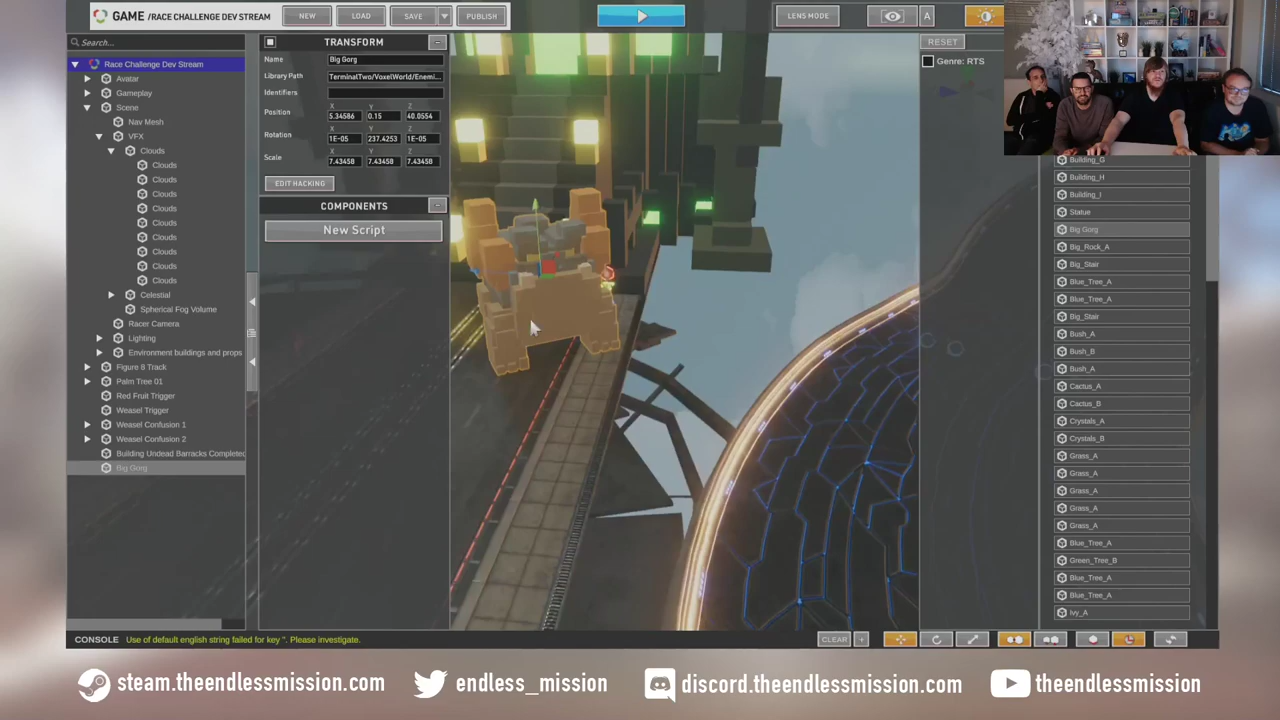 GAME /RACE CHALLENGE DEV STREAM
NEW
LOAD
SAVE
PUBLISH
LENS MODE
A
Search...
Race Challenge Dev Stream
Avatar
Gameplay
Scene
Nav Mesh
VFX
Clouds
Clouds
Clouds
Clouds
Clouds
Clouds
Clouds
Clouds
Clouds
Clouds
Celestial
Spherical Fog Volume
Racer Camera
Lighting
Environment buildings and props
Figure 8 Track
Palm Tree 01
Red Fruit Trigger
Weasel Trigger
Weasel Confusion 1
Weasel Confusion 2
Building Undead Barracks Completed
Big Gorg
TRANSFORM
Name Big Gorg
Library Path TerminalTwo/VoxelWorld/Enemi...
Identifiers
X Y Z
Position 5.34586 0.15 40.0554
X Y Z
Rotation 1E-05 237.4253 1E-05
X Y Z
Scale 7.43458 7.43458 7.43458
EDIT HACKING
COMPONENTS
New Script
RESET
Genre: RTS
Building_G
Building_H
Building_I
Statue
Big Gorg
Big_Rock_A
Big_Stair
Blue_Tree_A
Blue_Tree_A
Big_Stair
Bush_A
Bush_B
Bush_A
Cactus_A
Cactus_B
Crystals_A
Crystals_B
Grass_A
Grass_A
Grass_A
Grass_A
Grass_A
Blue_Tree_A
Green_Tree_B
Blue_Tree_A
Blue_Tree_A
Ivy_A
CONSOLE Use of default english string failed for key ''. Please investigate.
CLEAR +
steam.theendlessmission.com
endless_mission
discord.theendlessmission.com
theendlessmission